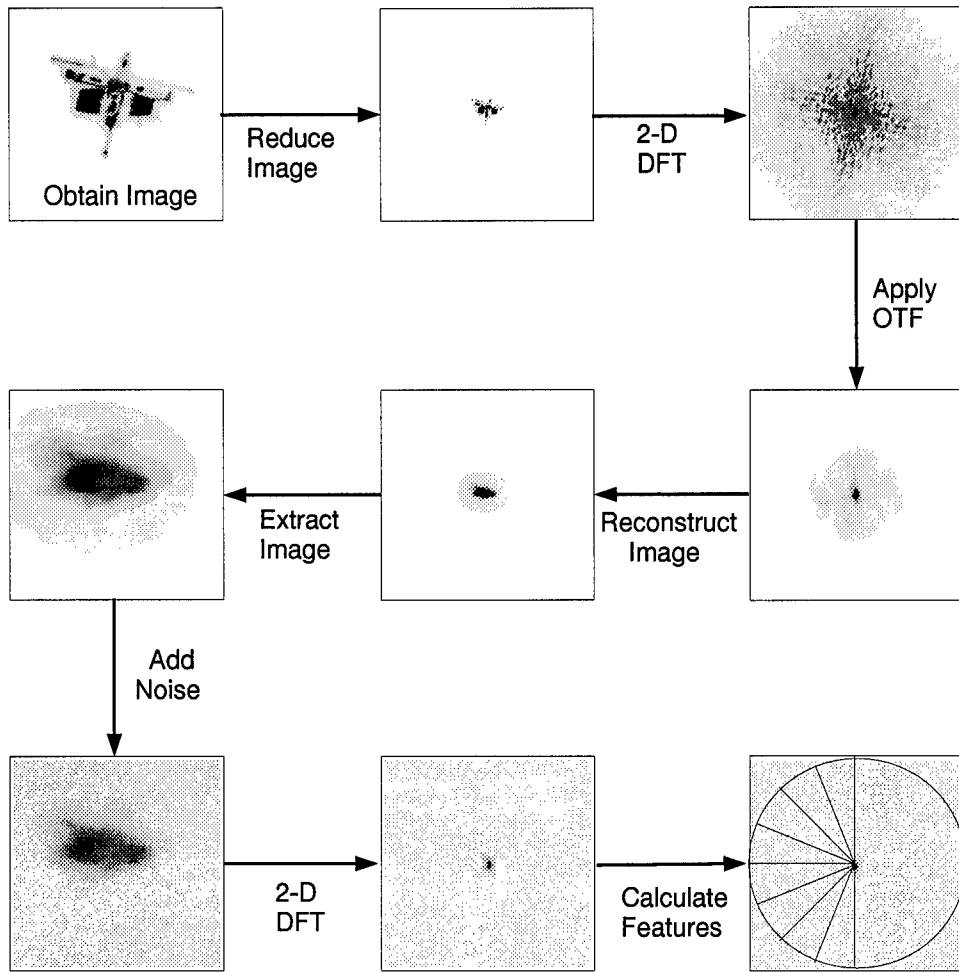 Obtain Image
Reduce
Image
2-D
DFT
Apply
OTF
Reconstruct
Image
Extract
Image
Add
Noise
2-D
DFT
Calculate
Features